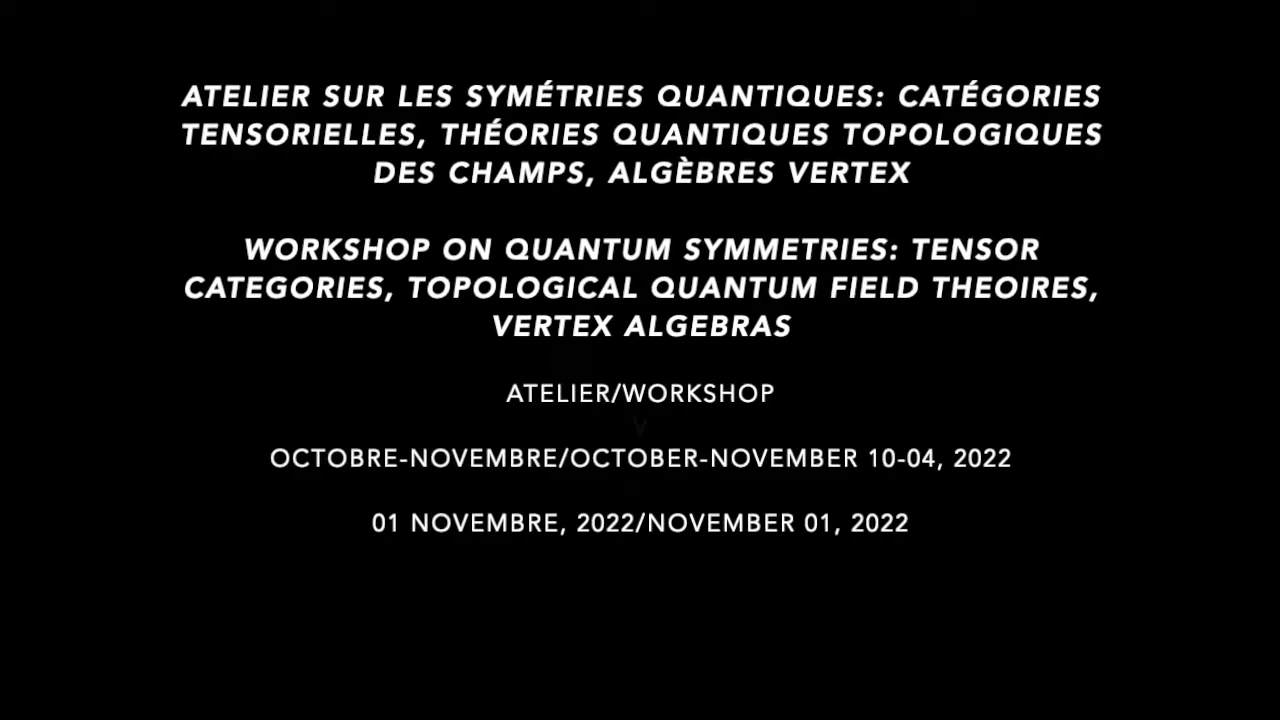 ATELIER SUR LES SYMÉTRIES QUANTIQUES: CATÉGORIES
TENSORIELLES, THÉORIES QUANTIQUES TOPOLOGIQUES
DES CHAMPS, ALGÈBRES VERTEX
WORKSHOP ON QUANTUM SYMMETRIES: TENSOR
CATEGORIES, TOPOLOGICAL QUANTUM FIELD THEOIRES,
VERTEX ALGEBRAS
ATELIER/WORKSHOP
OCTOBRE-NOVEMBRE/OCTOBER-NOVEMBER 10-04, 2022
01 NOVEMBRE, 2022/NOVEMBER 01, 2022